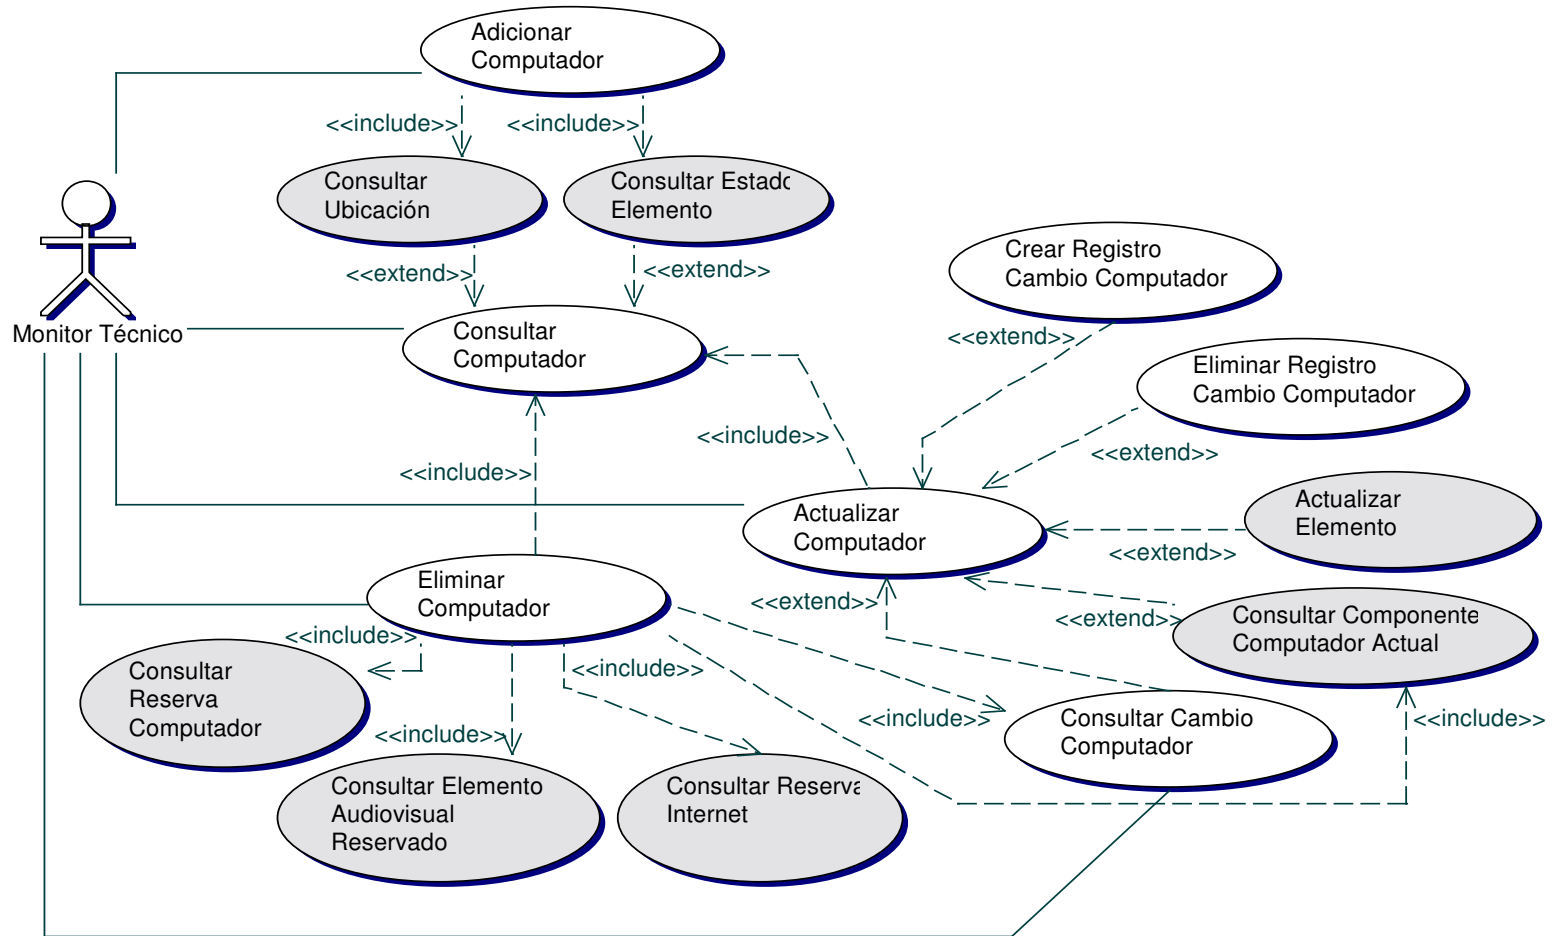 Adicionar
Computador
<<include>>
<<include>>
Consultar
Ubicación
Consultar Estado
Elemento
<<extend>>
<<extend>>
Monitor Técnico
Consultar
Computador
Crear Registro
Cambio Computador
<<extend>>
Eliminar Registro
Cambio Computador
<<include>>
<<extend>>
<<include>>
Actualizar
Computador
Actualizar
Elemento
<<extend>>
Eliminar
Computador
<<extend>>
<<extend>>
Consultar Componente
Computador Actual
<<include>>
Consultar
Reserva
Computador
<<include>>
<<include>>
<<include>>
Consultar Cambio
Computador
<<include>>
Consultar Elemento
Audiovisual
Reservado
Consultar Reserva
Internet